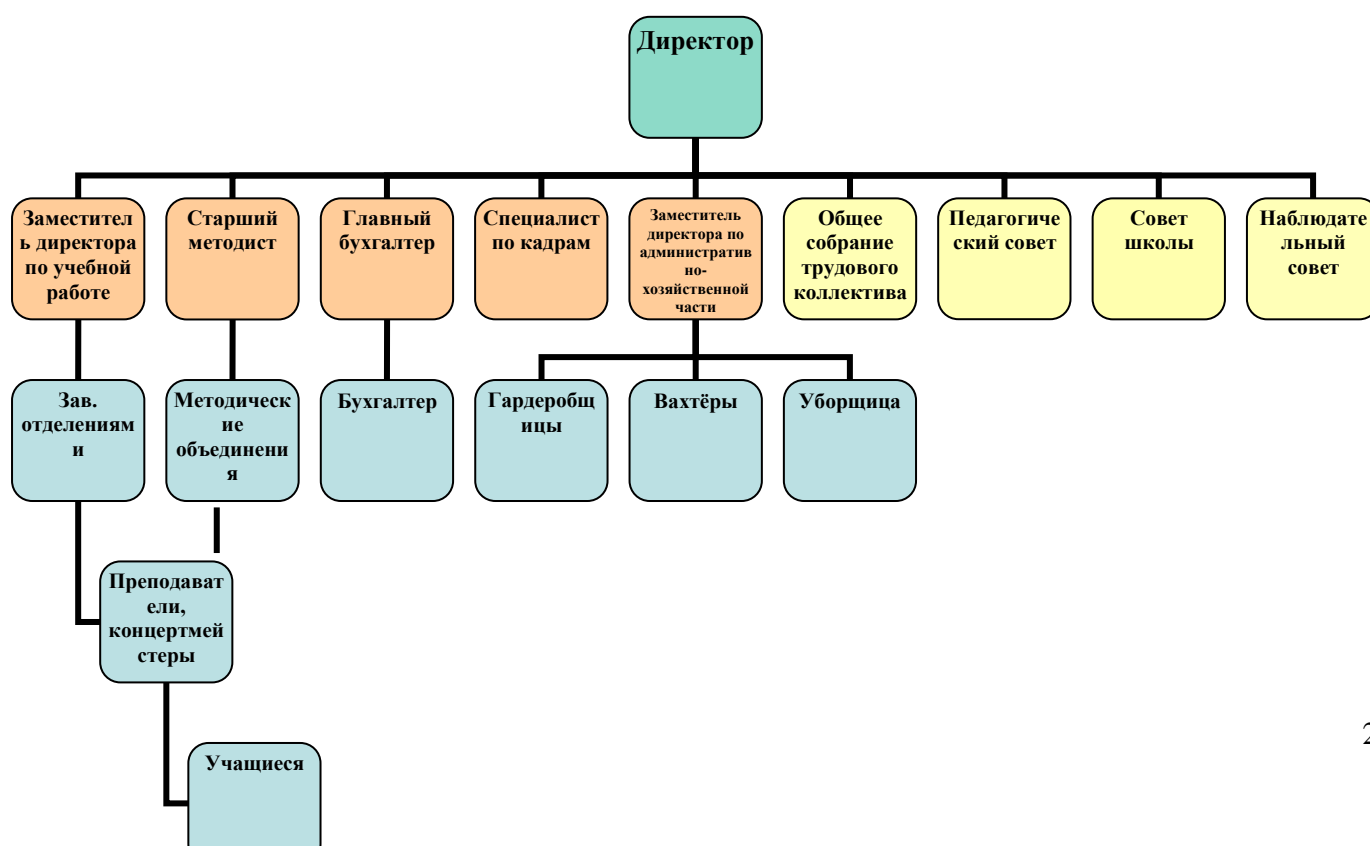 Директор
Заместител
ь директора
по учебной
работе
Старший
методист
Главный
бухгалтер
Специалист
по кадрам
Заместитель
директора по
административ
но-
хозяйственной
части
Общее
собрание
трудового
коллектива
Педагогиче
ский совет
Совет
школы
Наблюдате
льный
совет
Зав.
отделениям
и
Методическ
ие
объединени
я
Бухгалтер
Гардеробщ
ицы
Вахтёры
Уборщица
Преподават
ели,
концертмей
стеры
Учащиеся
2